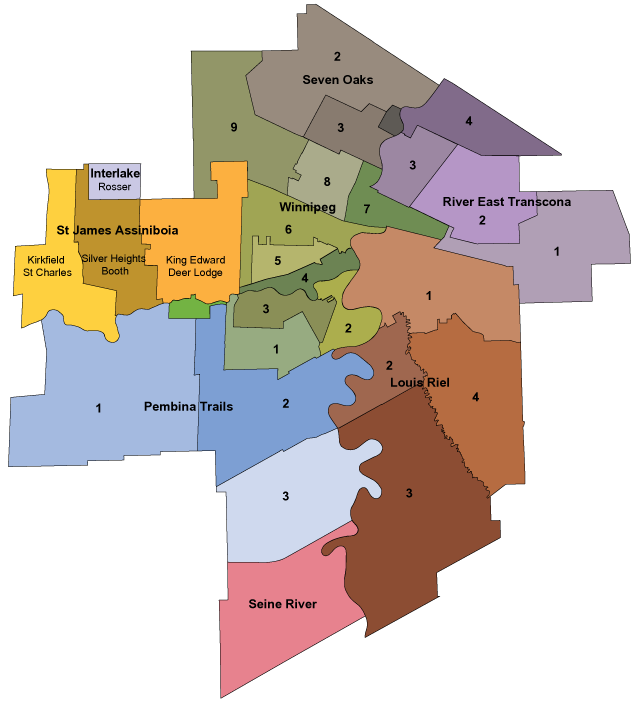 2
Seven Oaks
4
9
3
3
Interlake
Rosser
8
River East Transcona
Winnipeg
7
2
6
St James Assiniboia
1
Kirkfield
St Charles
Silver Heights
Booth
King Edward
Deer Lodge
5
4
1
3
2
1
2
Louis Riel
4
1
Pembina Trails
2
3
3
Seine River